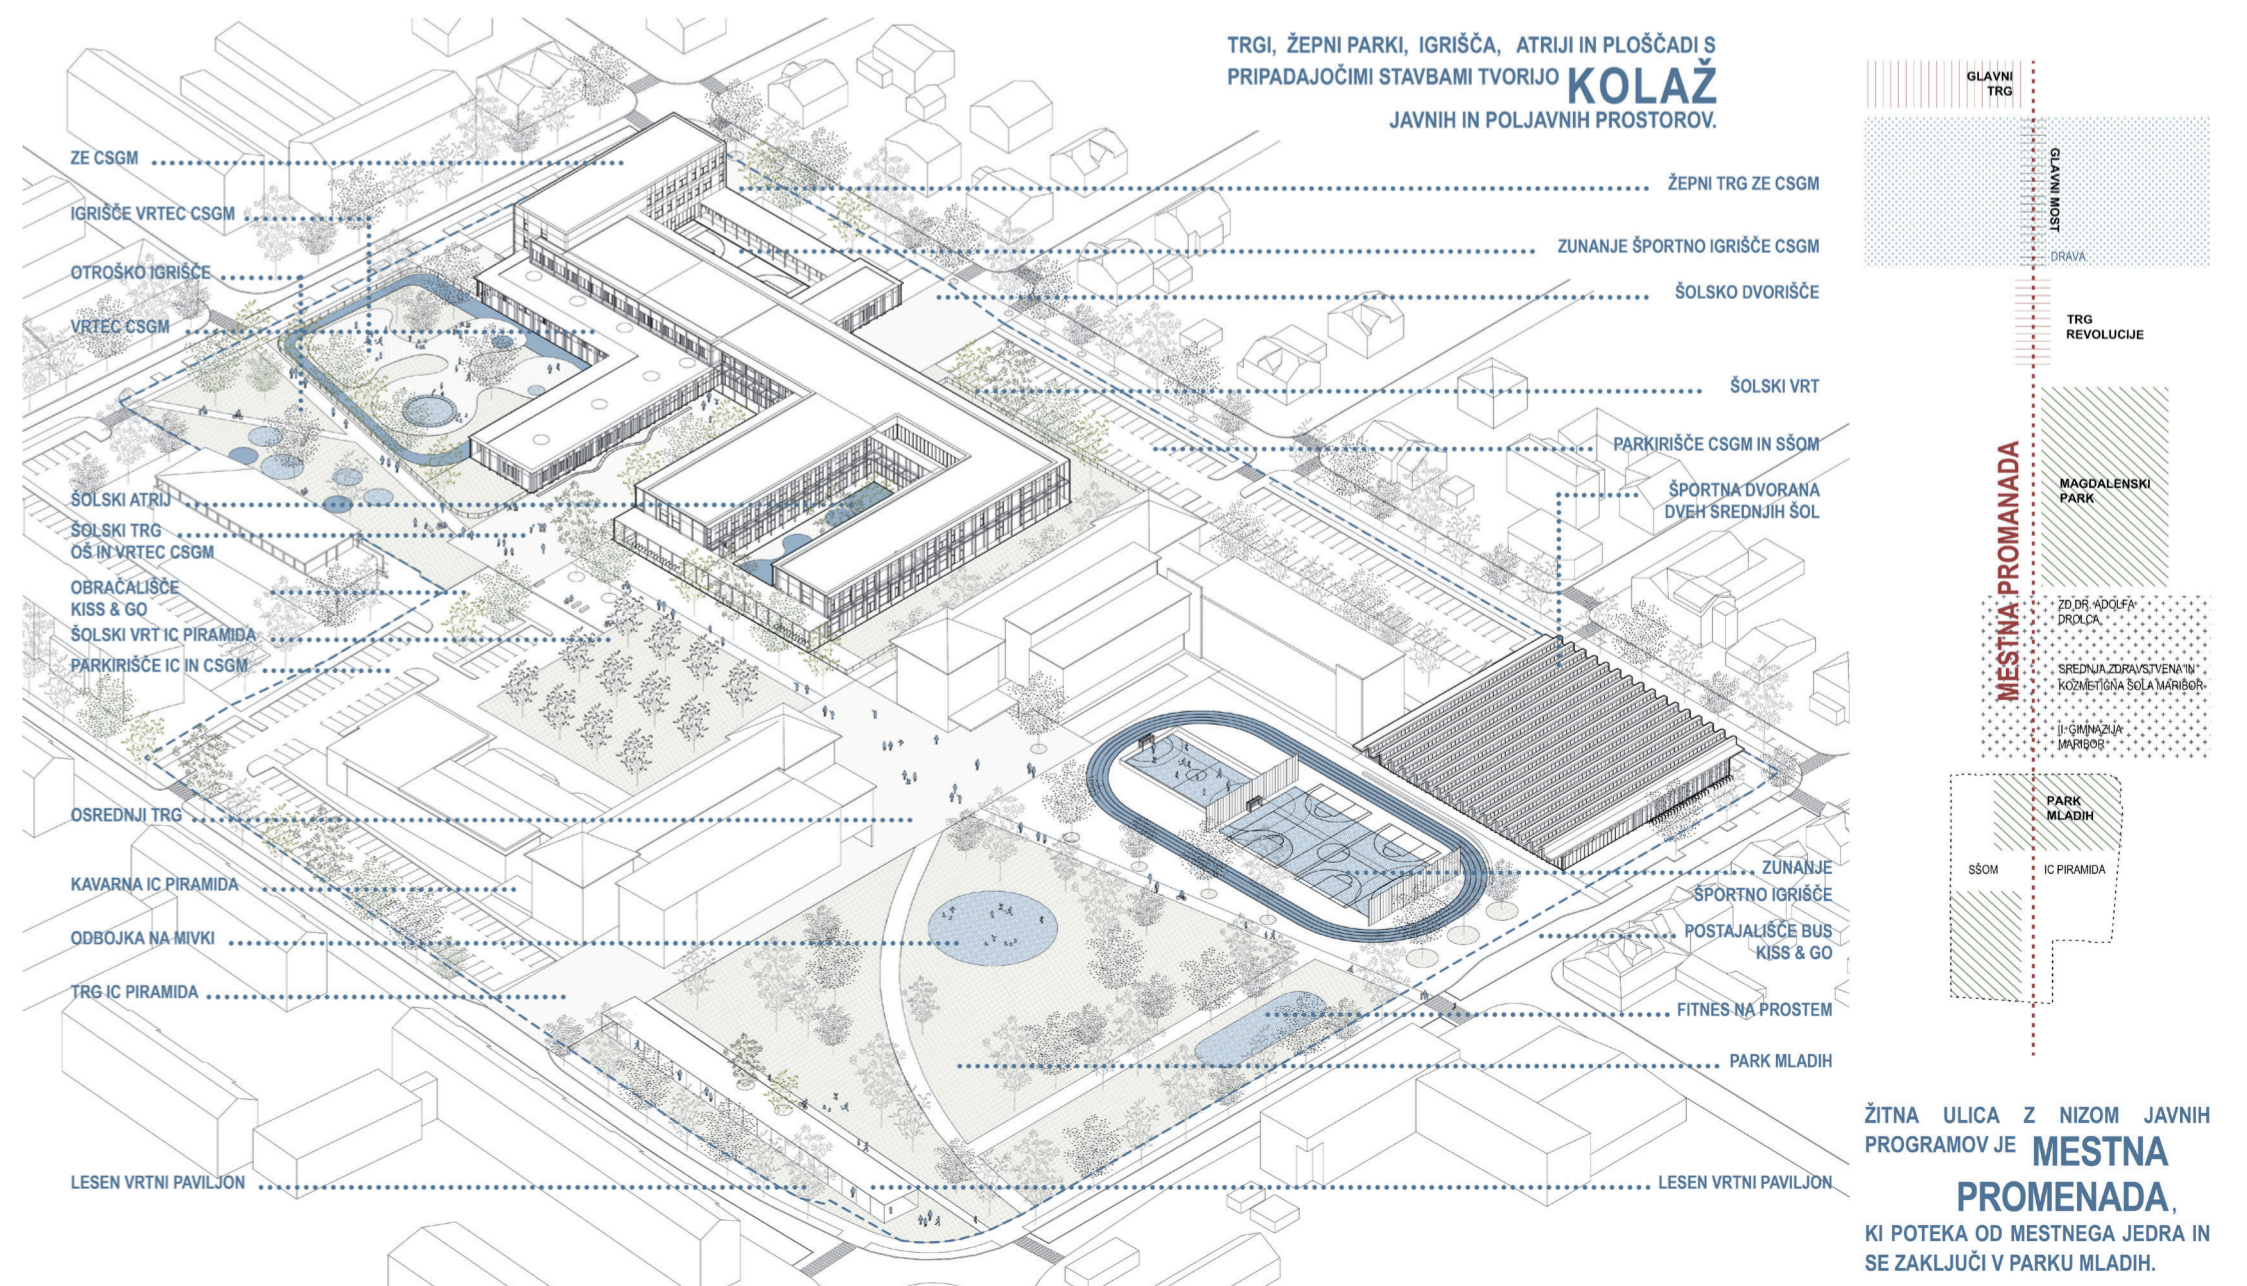 TRGI, ŽEPNI PARKI, IGRIŠČA, ATRIJI IN PLOŠČADI S
PRIPADAJOČIMI STAVBAMI TVORIJO KOLAŽ
JAVNIH IN POLJAVNIH PROSTOROV.
ZE CSGM
IGRIŠČE VRTEC CSGM
OTROŠKO IGRIŠČE
VRTEC CSGM
ŠOLSKI ATRIJ
ŠOLSKI TRG
OŠ IN VRTEC CSGM
OBRAČALIŠČE
KISS & GO
ŠOLSKI VRT IC PIRAMIDA
PARKIRIŠČE IC IN CSGM
OSREDNJI TRG
KAVARNA IC PIRAMIDA
ODBOJKA NA MIVKI
TRG IC PIRAMIDA
LESEN VRTNI PAVILJON
ŽEPNI TRG ZE CSGM
ZUNANJE ŠPORTNO IGRIŠČE CSGM
ŠOLSKO DVORIŠČE
ŠOLSKI VRT
PARKIRIŠČE CSGM IN SŠOM
ŠPORTNA DVORANA
DVEH SREDNJIH ŠOL
ZUNANJE
ŠPORTNO IGRIŠČE
POSTAJALIŠČE BUS
KISS & GO
FITNES NA PROSTEM
PARK MLADIH
LESEN VRTNI PAVILJON
GLAVNI
TRG
GLAVNI MOST
DRAVA
TRG
REVOLUCIJE
MESTNA PROMANADA
MAGDALENSKI
PARK
ZD DR. ADOLFA
DROLCA
SREDNJA ZDRAVSTVENA IN
KOZMETIČNA ŠOLA MARIBOR
II. GIMNAZIJA
MARIBOR
PARK
MLADIH
SŠOM
IC PIRAMIDA
ŽITNA ULICA Z NIZOM JAVNIH
PROGRAMOV JE MESTNA
PROMENADA,
KI POTEKA OD MESTNEGA JEDRA IN
SE ZAKLJUČI V PARKU MLADIH.